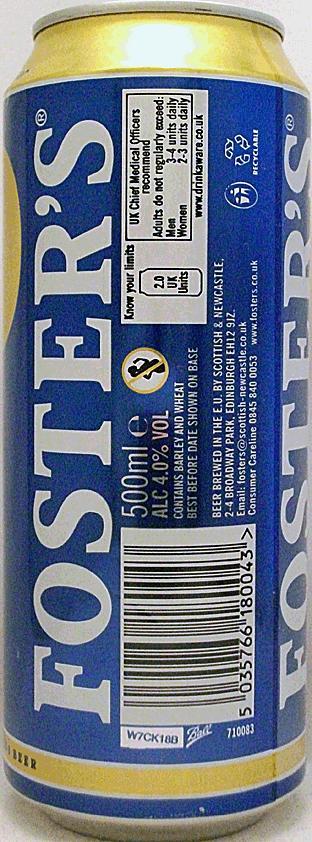 FOSTER'S®
Know your limits
2.0
UK
Units
UK Chief Medical Officers
recommend
Adults do not regularly exceed:
Men 3-4 units daily
Women 2-3 units daily
www.drinkaware.co.uk
500ml e
ALC 4.0% VOL
CONTAINS BARLEY AND WHEAT
BEST BEFORE DATE SHOWN ON BASE
BEER BREWED IN THE E.U. BY SCOTTISH & NEWCASTLE,
2-4 BROADWAY PARK, EDINBURGH EH12 9JZ.
Email: fosters@scottish-newcastle.co.uk
Consumer Careline 0845 840 0053 www.fosters.co.uk
RECYCLABLE
5 035766 180043 >
W7CK18B
Ball
710083
BEER
FOSTER'S®